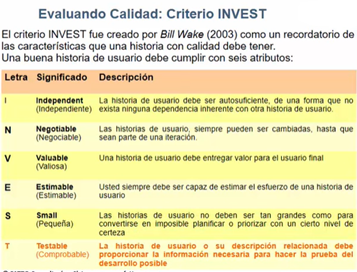 Evaluando Calidad: Criterio INVEST
El criterio INVEST fue creado por Bill Wake (2003) como un recordatorio de
las características que una historia con calidad debe tener.
Una buena historia de usuario debe cumplir con seis atributos:
Letra Significado Descripción
I Independent La historia de usuario debe ser autosuficiente, de una forma que no
(Independiente) exista ninguna dependencia inherente con otra historia de usuario.
N Negotiable Las historias de usuario, siempre pueden ser cambiadas, hasta que
(Negociable) sean parte de una iteración.
V Valuable Una historia de usuario debe entregar valor para el usuario final
(Valiosa)
E Estimable Usted siempre debe ser capaz de estimar el esfuerzo de una historia de
(Estimable) usuario
S Small Las historias de usuario no deben ser tan grandes como para
(Pequeña) convertirse en imposible planificar o priorizar con un cierto nivel de
certeza
T Testable La historia de usuario o su descripción relacionada debe
(Comprobable) proporcionar la información necesaria para hacer la prueba del
desarrollo posible